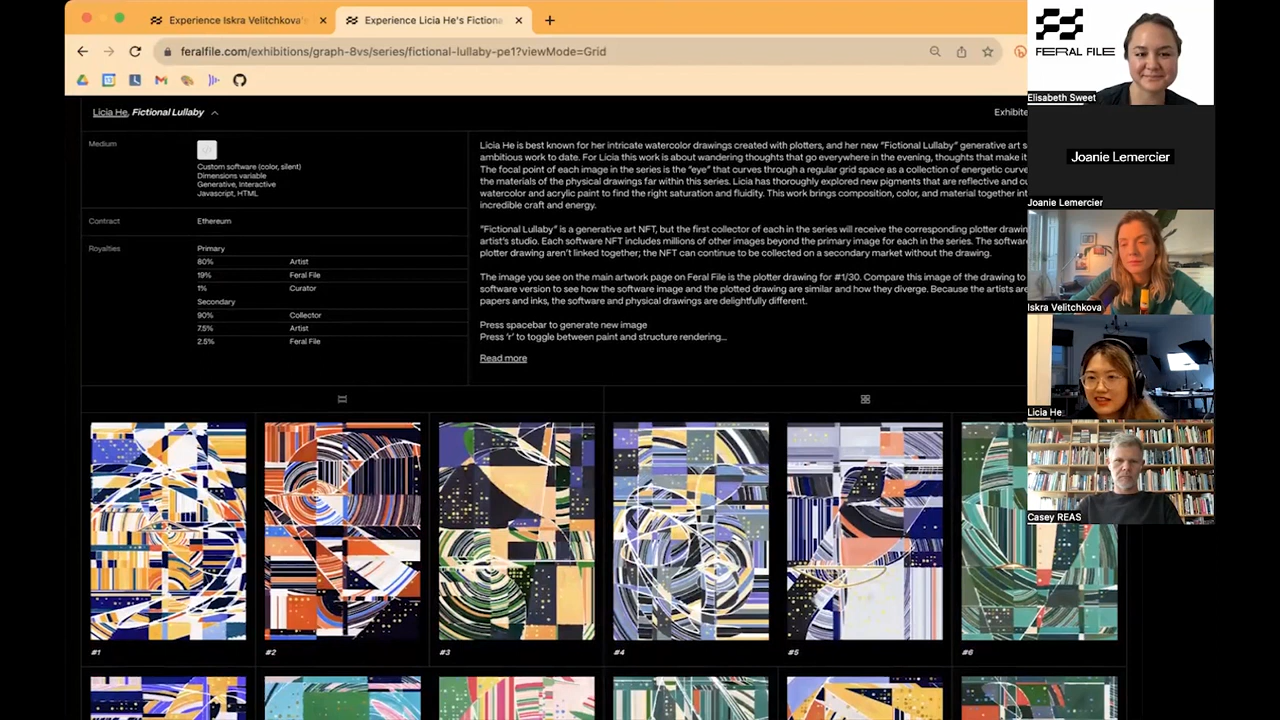 Experience Iskra Velitchkova's
Experience Licia He's Fictiona
feralfile.com/exhibitions/graph-8vs/series/fictional-lullaby-pe1?viewMode=Grid
Licia He, Fictional Lullaby
Exhibite
Medium
Custom software (color, silent)
Dimensions variable
Generative, Interactive
Javascript, HTML
Contract
Ethereum
Royalties
Primary
80% Artist
19% Feral File
1% Curator
Secondary
90% Collector
7.5% Artist
2.5% Feral File
Licia He is best known for her intricate watercolor drawings created with plotters, and her new "Fictional Lullaby" generative art s
ambitious work to date. For Licia this work is about wandering thoughts that go everywhere in the evening, thoughts that make it
The focal point of each image in the series is the "eye" that curves through a regular grid space as a collection of energetic curve
the materials of the physical drawings far within this series. Licia has thoroughly explored new pigments that are reflective and cu
watercolor and acrylic paint to find the right saturation and fluidity. This work brings composition, color, and material together int
incredible craft and energy.
"Fictional Lullaby" is a generative art NFT, but the first collector of each in the series will receive the corresponding plotter drawin
artist's studio. Each software NFT includes millions of other images beyond the primary image for each in the series. The software
plotter drawing aren't linked together; the NFT can continue to be collected on a secondary market without the drawing.
The image you see on the main artwork page on Feral File is the plotter drawing for #1/30. Compare this image of the drawing to
software version to see how the software image and the plotted drawing are similar and how they diverge. Because the artists are
papers and inks, the software and physical drawings are delightfully different.
Press spacebar to generate new image
Press 'r' to toggle between paint and structure rendering...
Read more
#1
#2
#3
#4
#5
#6
FERAL FILE
Elisabeth Sweet
Joanie Lemercier
Joanie Lemercier
Iskra Velitchkova
Licia He
Casey REAS